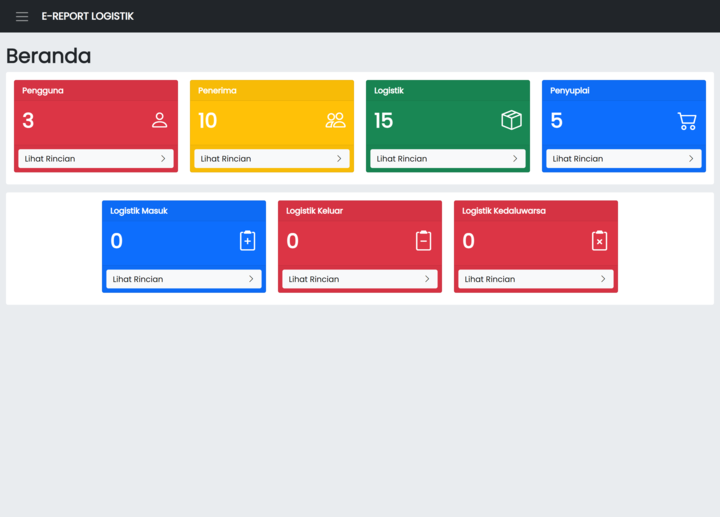 E-REPORT LOGISTIK
Beranda
Pengguna
3
Lihat Rincian
Penerima
10
Lihat Rincian
Logistik
15
Lihat Rincian
Penyuplai
5
Lihat Rincian
Logistik Masuk
0
Lihat Rincian
Logistik Keluar
0
Lihat Rincian
Logistik Kedaluwarsa
0
Lihat Rincian